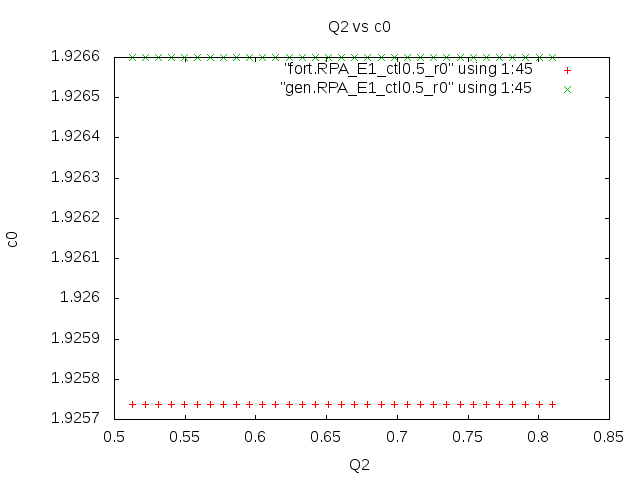 Q2 vs c0
1.9266
"fort.RPA_E1_ctl0.5_r0" using 1:45
"gen.RPA_E1_ctl0.5_r0" using 1:45
1.9265
1.9264
1.9263
1.9262
1.9261
1.926
1.9259
1.9258
1.9257
c0
0.5 0.55 0.6 0.65 0.7 0.75 0.8 0.85
Q2